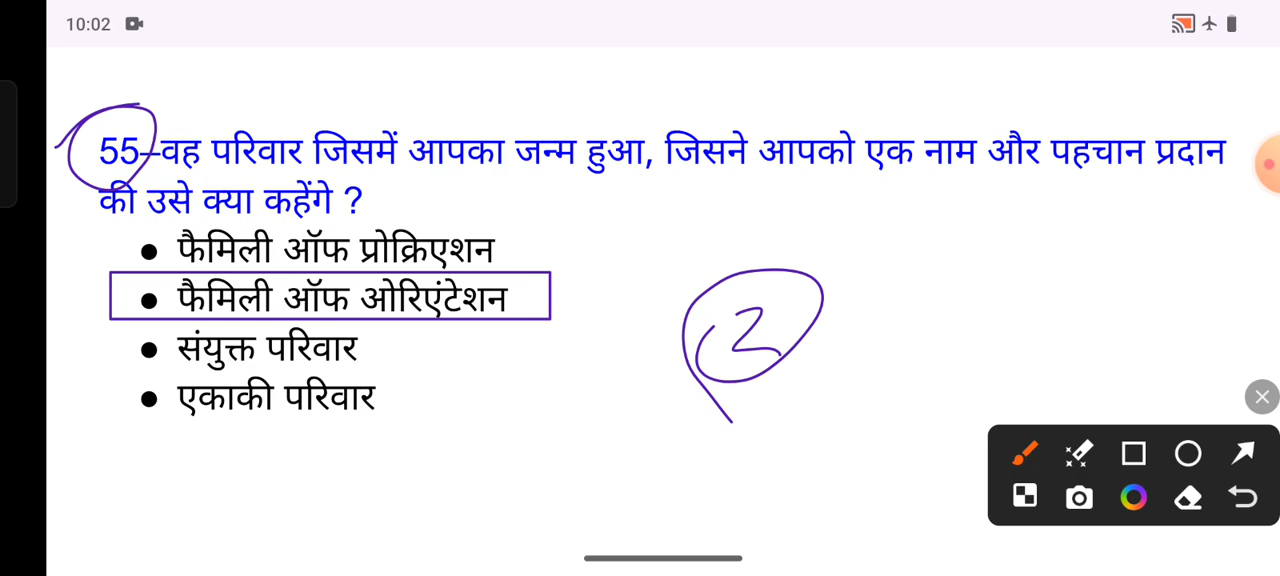 10:02
55–वह परिवार जिसमें आपका जन्म हुआ, जिसने आपको एक नाम और पहचान प्रदान
की उसे क्या कहेंगे ?
● फैमिली ऑफ प्रोक्रिएशन
● फैमिली ऑफ ओरिएंटेशन
● संयुक्त परिवार
● एकाकी परिवार
2